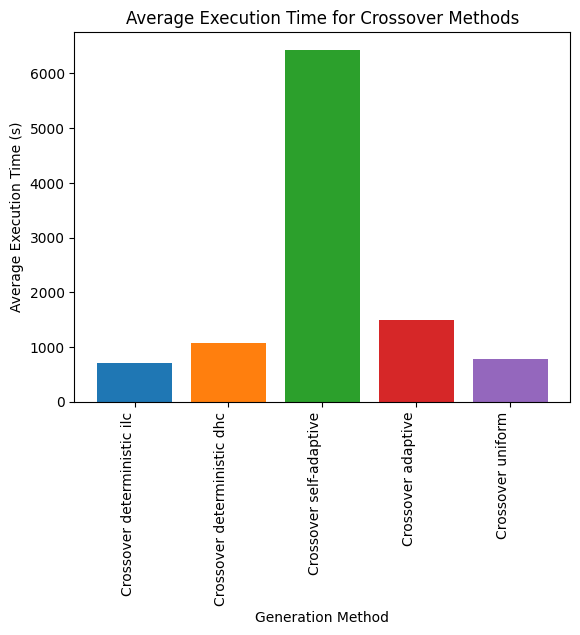 Average Execution Time for Crossover Methods
Average Execution Time (s)
6000
5000
4000
3000
2000
1000
0
Crossover deterministic ilc
Crossover deterministic dhc
Crossover self-adaptive
Crossover adaptive
Crossover uniform
Generation Method